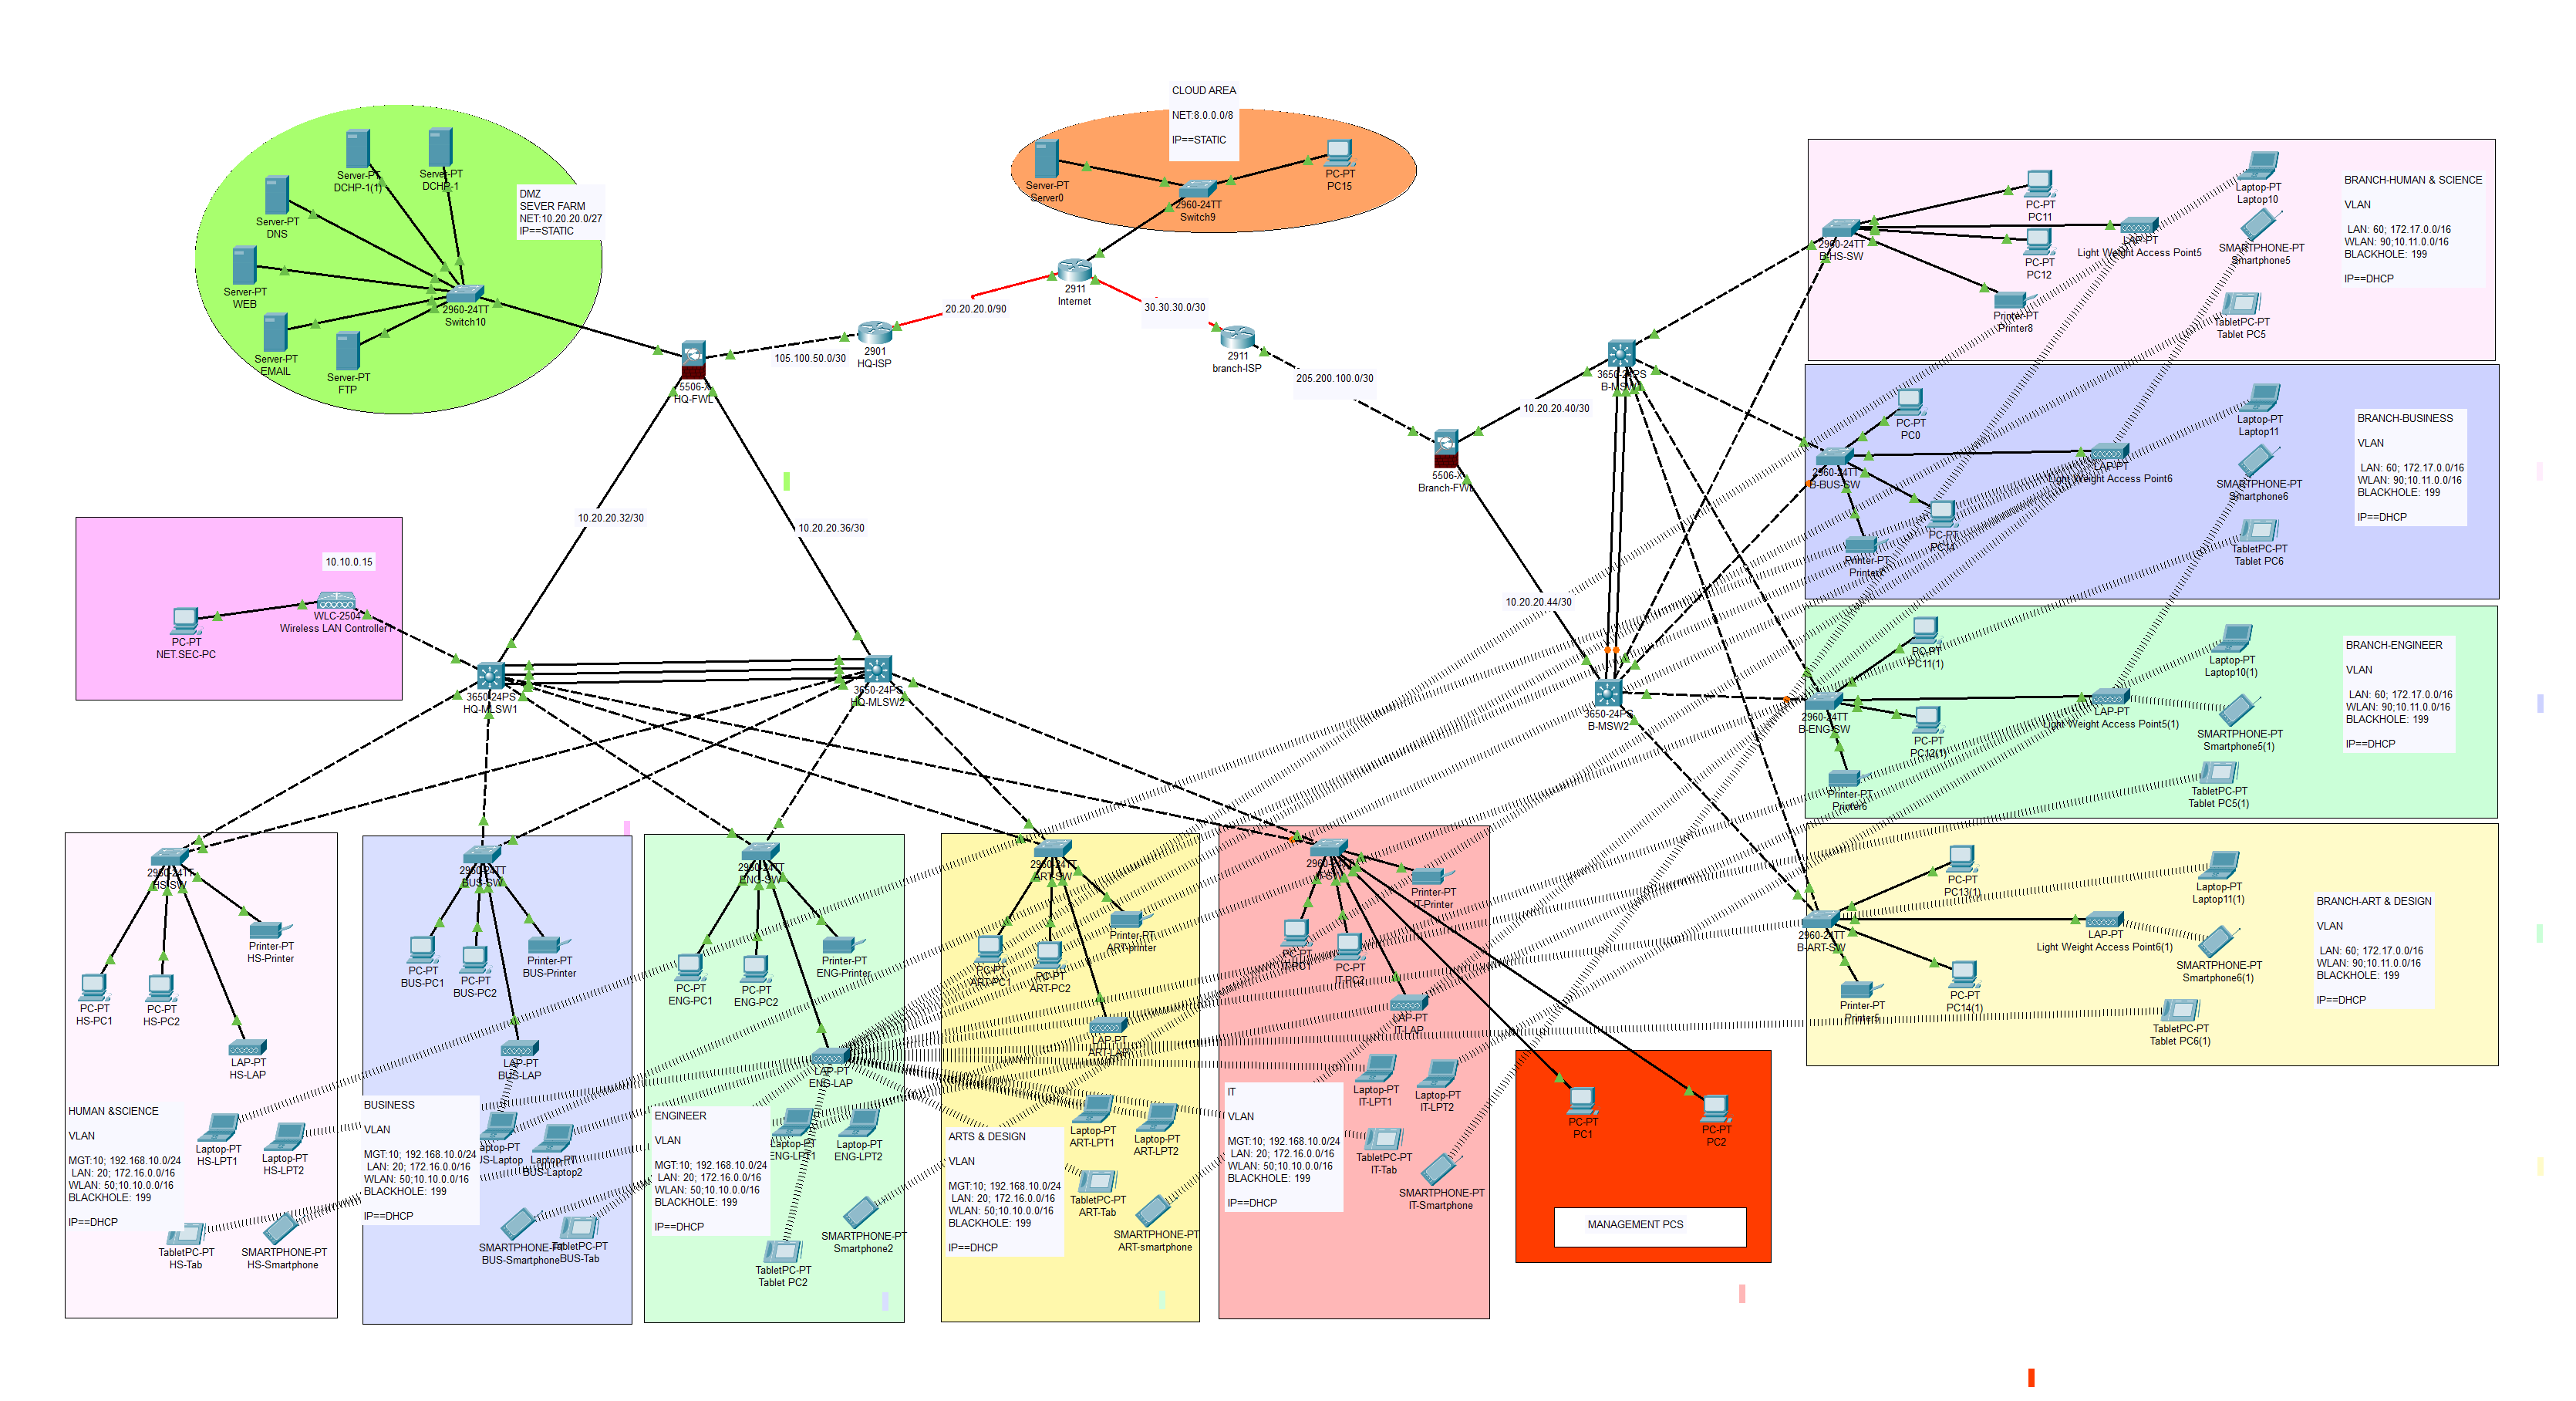 CLOUD AREA
NET:8.0.0.0/8
IP==STATIC
Server-PT
Server0
PC-PT
PC15
2960-24TT
Switch9
Server-PT
DCHP-1(1)
Server-PT
DCHP-1
Server-PT
DNS
Server-PT
WEB
Server-PT
EMAIL
Server-PT
FTP
2960-24TT
Switch10
DMZ
SEVER FARM
NET:10.20.20.0/27
IP==STATIC
2911
Internet
20.20.20.0/90
30.30.30.0/30
2901
HQ-ISP
105.100.50.0/30
2911
branch-ISP
205.200.100.0/30
5506-X
HQ-FWL
5506-X
Branch-FWL
10.20.20.32/30
10.20.20.36/30
10.20.20.40/30
10.20.20.44/30
3650-24PS
3650-24PS
B-MSW2
10.10.0.15
WLC-2504
Wireless LAN Controller1
PC-PT
NET.SEC-PC
3650-24PS
HQ-MLSW1
3650-24PS
HQ-MLSW2
2960-24TT
B-HS-SW
PC-PT
PC11
PC-PT
PC12
Printer-PT
Printer8
LAP-PT
Light Weight Access Point5
Laptop-PT
Laptop10
SMARTPHONE-PT
Smartphone5
TabletPC-PT
Tablet PC5
BRANCH-HUMAN & SCIENCE
VLAN
LAN: 60; 172.17.0.0/16
WLAN: 90;10.11.0.0/16
BLACKHOLE: 199
IP==DHCP
2960-24TT
B-BUS-SW
PC-PT
PC0
PC-PT
PC14
Printer-PT
LAP-PT
Light Weight Access Point6
Laptop-PT
Laptop11
SMARTPHONE-PT
Smartphone6
TabletPC-PT
Tablet PC6
BRANCH-BUSINESS
VLAN
LAN: 60; 172.17.0.0/16
WLAN: 90;10.11.0.0/16
BLACKHOLE: 199
IP==DHCP
2960-24TT
B-ENG-SW
PC-PT
PC11(1)
PC-PT
PC12(1)
Printer-PT
Printer6
LAP-PT
Light Weight Access Point5(1)
Laptop-PT
Laptop10(1)
SMARTPHONE-PT
Smartphone5(1)
TabletPC-PT
Tablet PC5(1)
BRANCH-ENGINEER
VLAN
LAN: 60; 172.17.0.0/16
WLAN: 90;10.11.0.0/16
BLACKHOLE: 199
IP==DHCP
2960-24TT
B-ART-SW
PC-PT
PC13(1)
PC-PT
PC14(1)
Printer-PT
Printer5
LAP-PT
Light Weight Access Point6(1)
Laptop-PT
Laptop11(1)
SMARTPHONE-PT
Smartphone6(1)
TabletPC-PT
Tablet PC6(1)
BRANCH-ART & DESIGN
VLAN
LAN: 60; 172.17.0.0/16
WLAN: 90;10.11.0.0/16
BLACKHOLE: 199
IP==DHCP
2960-24TT
HS-SW
Printer-PT
HS-Printer
PC-PT
HS-PC1
PC-PT
HS-PC2
LAP-PT
HS-LAP
HUMAN &SCIENCE
VLAN
MGT:10; 192.168.10.0/24
LAN: 20; 172.16.0.0/16
WLAN: 50;10.10.0.0/16
BLACKHOLE: 199
IP==DHCP
Laptop-PT
HS-LPT1
Laptop-PT
HS-LPT2
TabletPC-PT
HS-Tab
SMARTPHONE-PT
HS-Smartphone
2960-24TT
BUS-SW
PC-PT
BUS-PC1
PC-PT
BUS-PC2
Printer-PT
BUS-Printer
LAP-PT
BUS-LAP
BUSINESS
VLAN
MGT:10; 192.168.10.0/24
LAN: 20; 172.16.0.0/16
WLAN: 50;10.10.0.0/16
BLACKHOLE: 199
IP==DHCP
Laptop-PT
BUS-Laptop2
SMARTPHONE-PT
BUS-Smartphone
TabletPC-PT
BUS-Tab
2960-24TT
ENG-SW
PC-PT
ENG-PC1
PC-PT
ENG-PC2
Printer-PT
ENG-Printer
LAP-PT
ENG-LAP
ENGINEER
VLAN
MGT:10; 192.168.10.0/24
LAN: 20; 172.16.0.0/16
WLAN: 50;10.10.0.0/16
BLACKHOLE: 199
IP==DHCP
Laptop-PT
ENG-LPT1
Laptop-PT
ENG-LPT2
SMARTPHONE-PT
Smartphone2
TabletPC-PT
Tablet PC2
2960-24TT
ART-SW
Printer-PT
ART-printer
PC-PT
ART-PC1
PC-PT
ART-PC2
LAP-PT
ART-LAP
ARTS & DESIGN
VLAN
MGT:10; 192.168.10.0/24
LAN: 20; 172.16.0.0/16
WLAN: 50;10.10.0.0/16
BLACKHOLE: 199
IP==DHCP
Laptop-PT
ART-LPT1
Laptop-PT
ART-LPT2
TabletPC-PT
ART-Tab
SMARTPHONE-PT
ART-smartphone
Printer-PT
IT-Printer
PC-PT
IT-PC1
PC-PT
IT-PC2
LAP-PT
IT-LAP
IT
VLAN
MGT:10; 192.168.10.0/24
LAN: 20; 172.16.0.0/16
WLAN: 50;10.10.0.0/16
BLACKHOLE: 199
IP==DHCP
Laptop-PT
IT-LPT1
Laptop-PT
IT-LPT2
TabletPC-PT
IT-Tab
SMARTPHONE-PT
IT-Smartphone
PC-PT
PC1
PC-PT
PC2
MANAGEMENT PCS